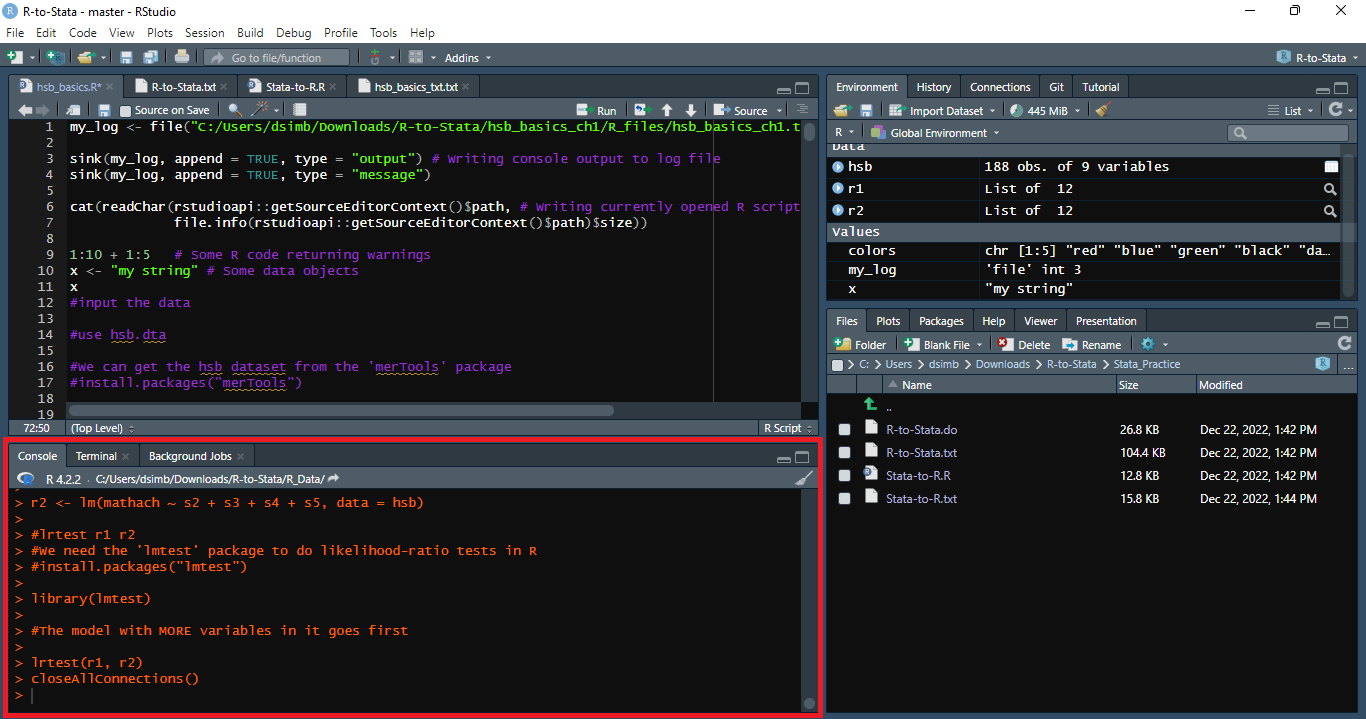 R-to-Stata - master - RStudio
File Edit Code View Plots Session Build Debug Profile Tools Help
Go to file/function Addins R-to-Stata
hsb_basics.R* R-to-Stata.txt Stata-to-R.R hsb_basics_txt.txt
Source on Save Run Source
1 my_log <- file("C:/Users/dsimb/Downloads/R-to-Stata/hsb_basics_ch1/R_files/hsb_basics_ch1.t
2
3 sink(my_log, append = TRUE, type = "output") # Writing console output to log file
4 sink(my_log, append = TRUE, type = "message")
5
6 cat(readChar(rstudioapi::getSourceEditorContext()$path, # Writing currently opened R script
7 file.info(rstudioapi::getSourceEditorContext()$path)$size))
8
9 1:10 + 1:5 # Some R code returning warnings
10 x <- "my string" # Some data objects
11 x
12 #input the data
13
14 #use hsb.dta
15
16 #We can get the hsb dataset from the 'merTools' package
17 #install.packages("merTools")
18
19
72:50 (Top Level) R Script
Console Terminal Background Jobs
R 4.2.2 · C:/Users/dsimb/Downloads/R-to-Stata/R_Data/
> r2 <- lm(mathach ~ s2 + s3 + s4 + s5, data = hsb)
>
> #lrtest r1 r2
> #We need the 'lmtest' package to do likelihood-ratio tests in R
> #install.packages("lmtest")
>
> library(lmtest)
>
> #The model with MORE variables in it goes first
>
> lrtest(r1, r2)
> closeAllConnections()
>
Environment History Connections Git Tutorial
Import Dataset 445 MiB List
R Global Environment
Data
hsb 188 obs. of 9 variables
r1 List of 12
r2 List of 12
Values
colors chr [1:5] "red" "blue" "green" "black" "da…
my_log 'file' int 3
x "my string"
Files Plots Packages Help Viewer Presentation
Folder Blank File Delete Rename
C: > Users > dsimb > Downloads > R-to-Stata > Stata_Practice ...
Name Size Modified
..
R-to-Stata.do 26.8 KB Dec 22, 2022, 1:42 PM
R-to-Stata.txt 104.4 KB Dec 22, 2022, 1:42 PM
Stata-to-R.R 12.8 KB Dec 22, 2022, 1:42 PM
Stata-to-R.txt 15.8 KB Dec 22, 2022, 1:44 PM